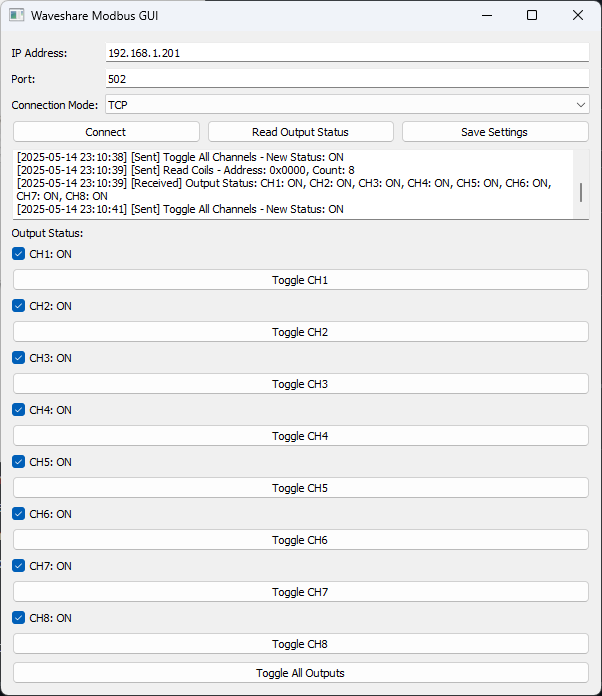 Waveshare Modbus GUI
IP Address: 192.168.1.201
Port: 502
Connection Mode: TCP
Connect Read Output Status Save Settings
[2025-05-14 23:10:38] [Sent] Toggle All Channels - New Status: ON
[2025-05-14 23:10:39] [Sent] Read Coils - Address: 0x0000, Count: 8
[2025-05-14 23:10:39] [Received] Output Status: CH1: ON, CH2: ON, CH3: ON, CH4: ON, CH5: ON, CH6: ON,
CH7: ON, CH8: ON
[2025-05-14 23:10:41] [Sent] Toggle All Channels - New Status: ON
Output Status:
CH1: ON
Toggle CH1
CH2: ON
Toggle CH2
CH3: ON
Toggle CH3
CH4: ON
Toggle CH4
CH5: ON
Toggle CH5
CH6: ON
Toggle CH6
CH7: ON
Toggle CH7
CH8: ON
Toggle CH8
Toggle All Outputs